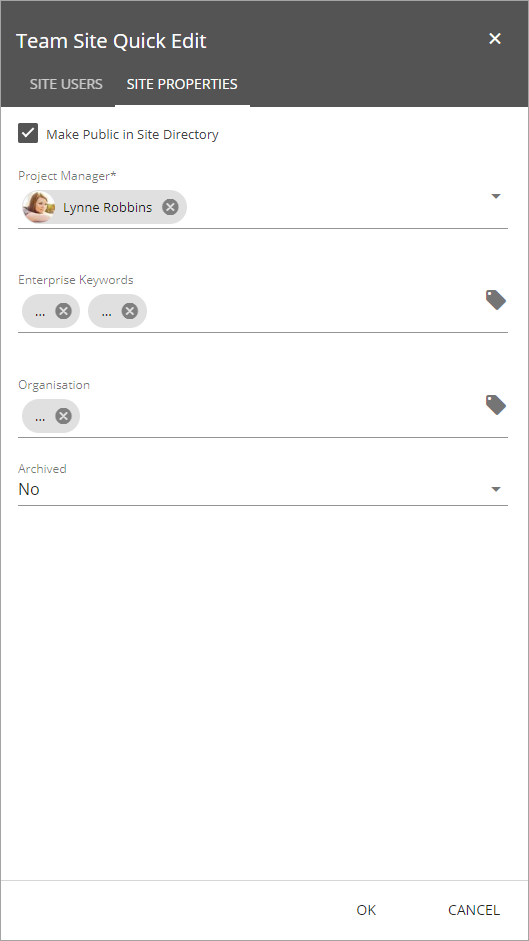 Team Site Quick Edit
SITE USERS SITE PROPERTIES
Make Public in Site Directory
Project Manager*
Lynne Robbins
Enterprise Keywords
... ...
Organisation
...
Archived
No
OK CANCEL